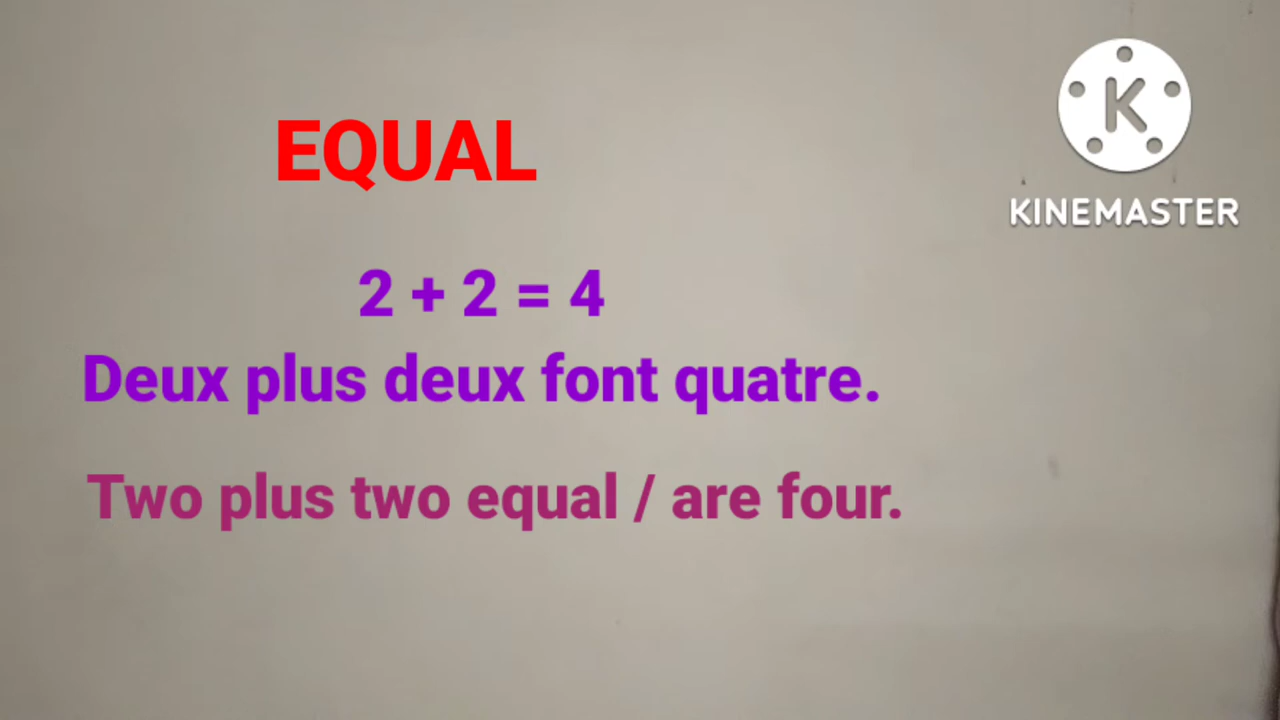 EQUAL
K
KINEMASTER
2 + 2 = 4
Deux plus deux font quatre.
Two plus two equal / are four.